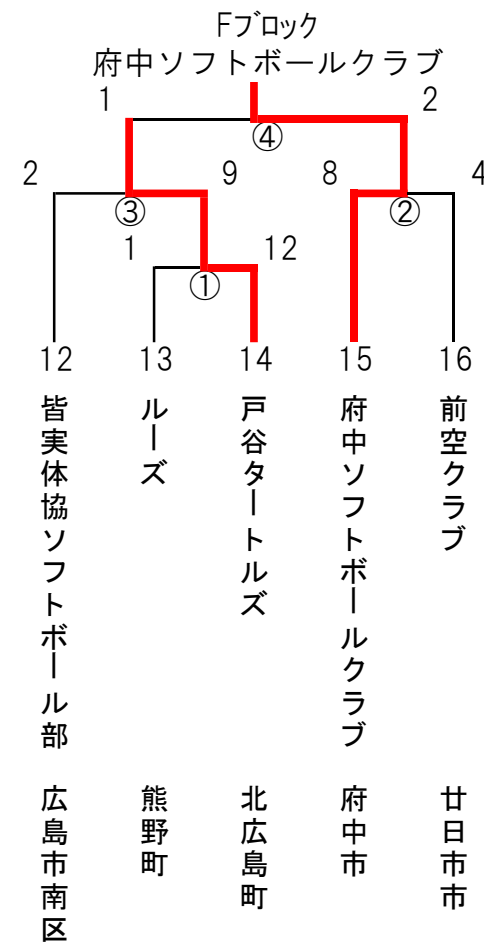 Fブロック
府中ソフトボールクラブ
1 2
④
2 9 8 4
③ ②
1 12
①
12 13 14 15 16
皆実体協ソフトボール部
ルーズ
戸谷タートルズ
府中ソフトボールクラブ
前空クラブ
広島市南区
熊野町
北広島町
府中市
廿日市市